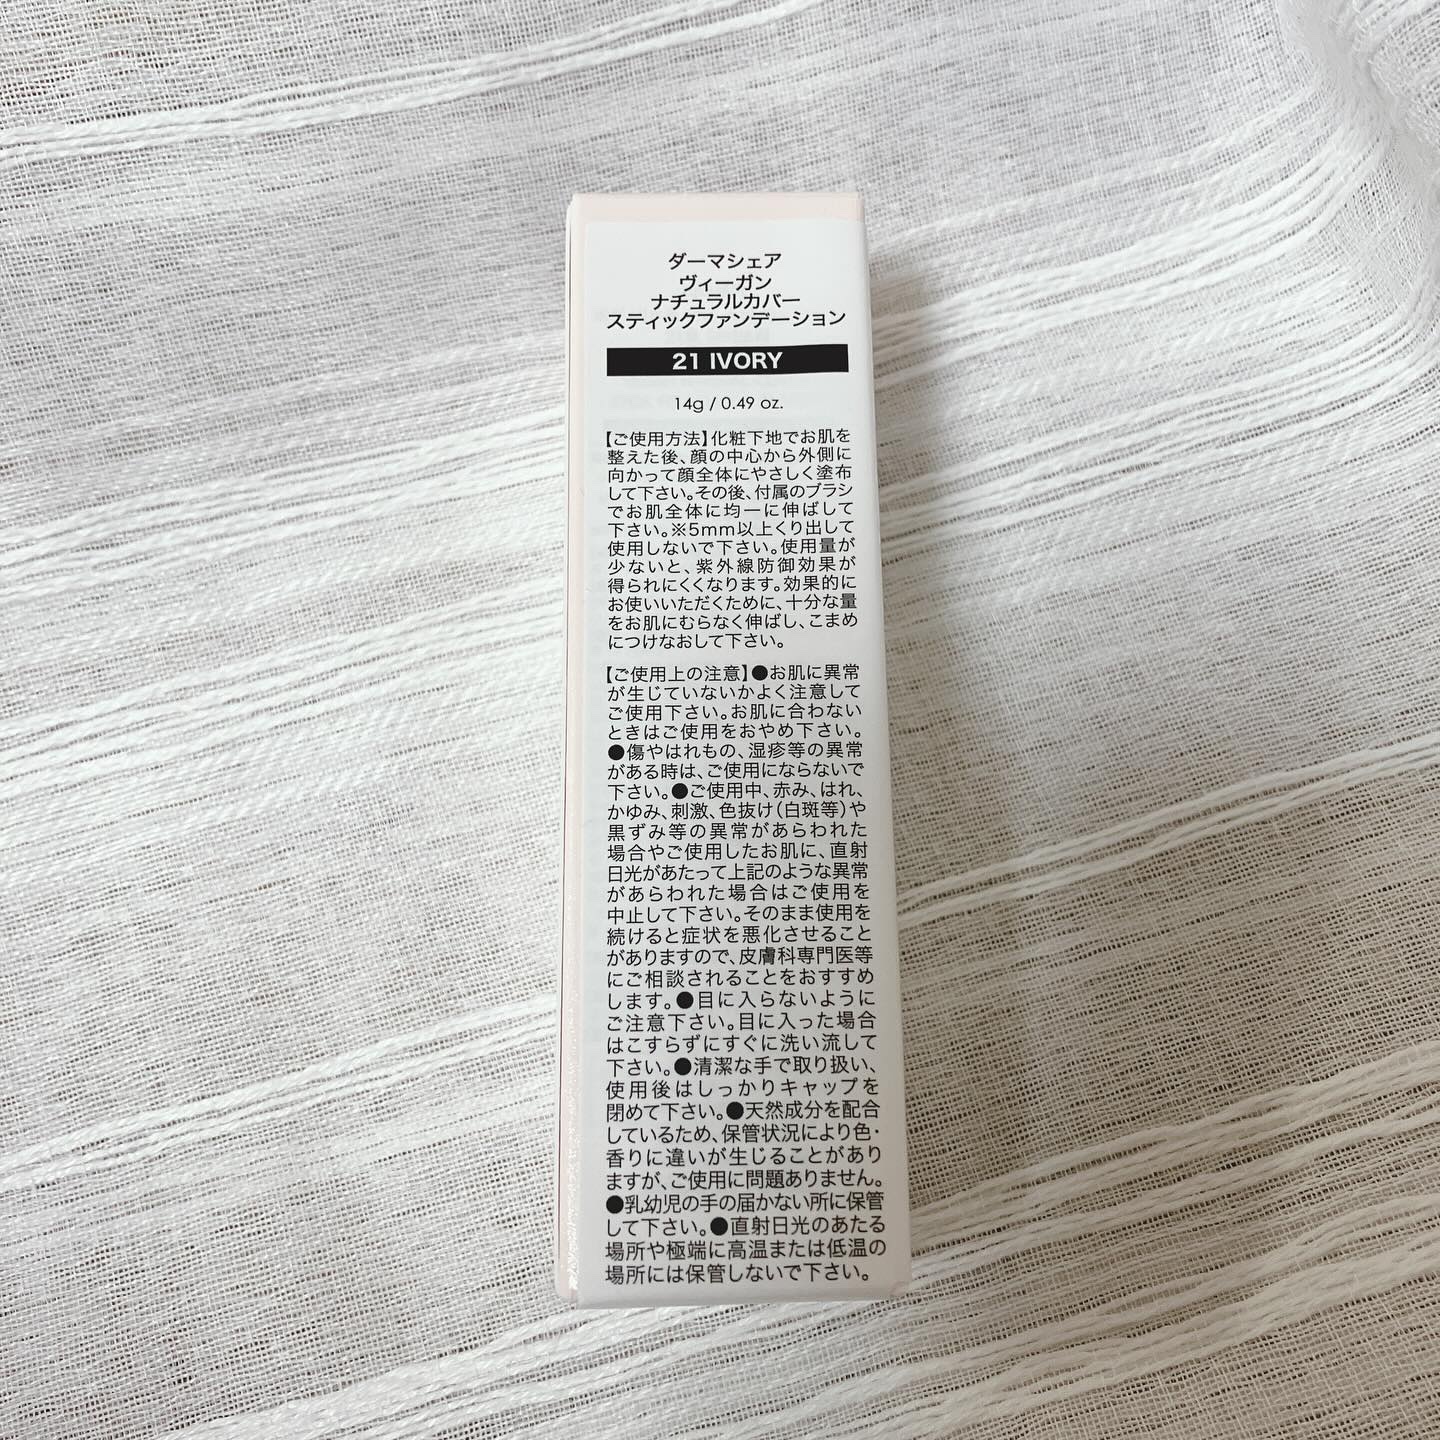 ダーマシェア
ヴィーガン
ナチュラルカバー
スティックファンデーション
21 IVORY
14g / 0.49 oz.
【ご使用方法】化粧下地でお肌を
整えた後、顔の中心から外側に
向かって顔全体にやさしく塗布
して下さい。その後、付属のブラシ
でお肌全体に均一に伸ばして
下さい。※5mm以上くり出して
使用しないで下さい。使用量が
少ないと、紫外線防御効果が
得られにくくなります。効果的に
お使いいただくために、十分な量
をお肌にむらなく伸ばし、こまめ
につけなおして下さい。
【ご使用上の注意】●お肌に異常
が生じていないかよく注意して
ご使用下さい。お肌に合わない
ときはご使用をおやめ下さい。
●傷やはれもの、湿疹等の異常
がある時は、ご使用にならないで
下さい。●ご使用中、赤み、はれ、
かゆみ、刺激、色抜け(白斑等)や
黒ずみ等の異常があらわれた
場合やご使用したお肌に、直射
日光があたって上記のような異常
があらわれた場合はご使用を
中止して下さい。そのまま使用を
続けると症状を悪化させること
がありますので、皮膚科専門医等
にご相談されることをおすすめ
します。●目に入らないように
ご注意下さい。目に入った場合
はこすらずにすぐに洗い流して
下さい。●清潔な手で取り扱い、
使用後はしっかりキャップを
閉めて下さい。●天然成分を配合
しているため、保管状況により色・
香りに違いが生じることがあり
ますが、ご使用に問題ありません。
●乳幼児の手の届かない所に保管
して下さい。●直射日光のあたる
場所や極端に高温または低温の
場所には保管しないで下さい。